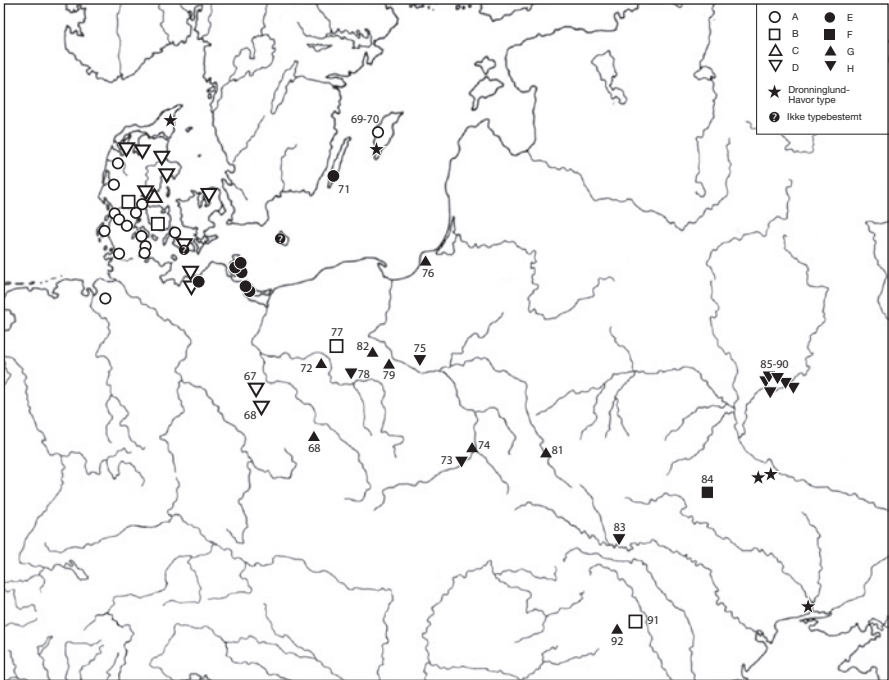 A
B
C
D
E
F
G
H
Dronninglund-
Havor type
? Ikke typebestemt
69-70
71
?
?
76
77
82
75
72
78
79
67
68
68
74
73
81
85-90
84
83
91
92